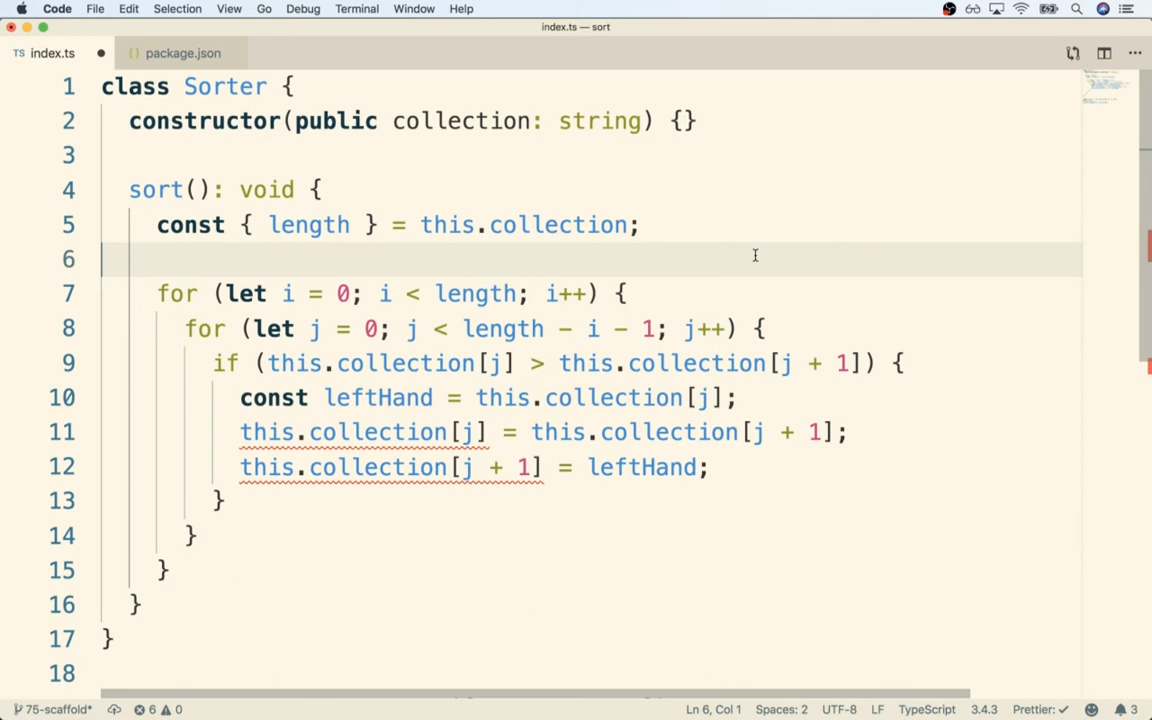 Code File Edit Selection View Go Debug Terminal Window Help
index.ts — sort
TS index.ts ● {} package.json
1 class Sorter {
2   constructor(public collection: string) {}
3
4   sort(): void {
5     const { length } = this.collection;
6
7     for (let i = 0; i < length; i++) {
8       for (let j = 0; j < length - i - 1; j++) {
9         if (this.collection[j] > this.collection[j + 1]) {
10           const leftHand = this.collection[j];
11           this.collection[j] = this.collection[j + 1];
12           this.collection[j + 1] = leftHand;
13         }
14       }
15     }
16   }
17 }
18
75-scaffold* 6 0 Ln 6, Col 1 Spaces: 2 UTF-8 LF TypeScript 3.4.3 Prettier: ✓ 3